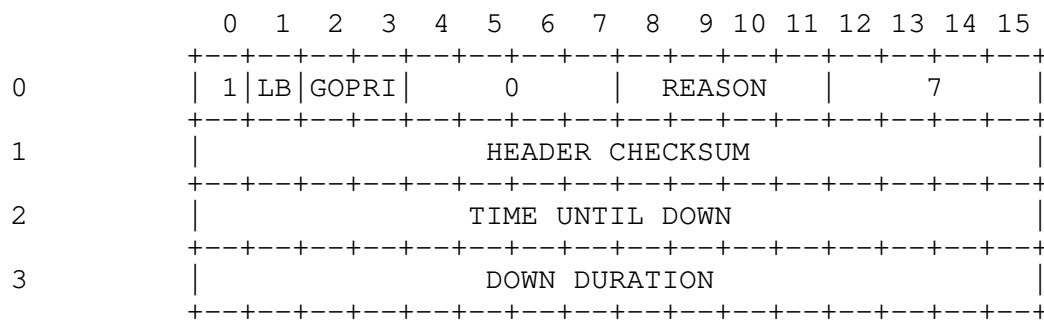 0 1 2 3 4 5 6 7 8 9 10 11 12 13 14 15
+--+--+--+--+--+--+--+--+--+--+--+--+--+--+--+--+
0 | 1|LB|GOPRI| 0 | REASON | 7 |
+--+--+--+--+--+--+--+--+--+--+--+--+--+--+--+--+
1 | HEADER CHECKSUM |
+--+--+--+--+--+--+--+--+--+--+--+--+--+--+--+--+
2 | TIME UNTIL DOWN |
+--+--+--+--+--+--+--+--+--+--+--+--+--+--+--+--+
3 | DOWN DURATION |
+--+--+--+--+--+--+--+--+--+--+--+--+--+--+--+--+